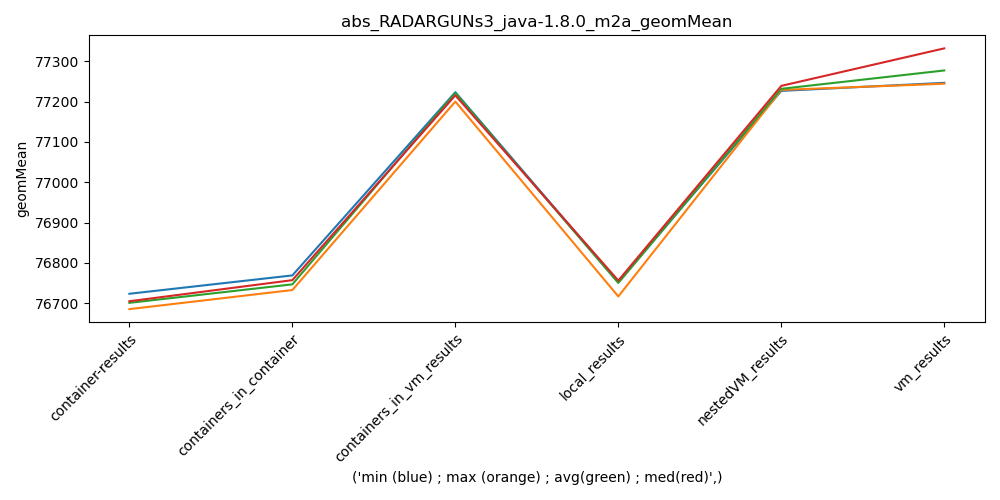 abs_RADARGUNs3_java-1.8.0_m2a_geomMean
geomMean
77300
77200
77100
77000
76900
76800
76700
container-results
containers_in_container
containers_in_vm_results
local_results
nestedVM_results
vm_results
('min (blue) ; max (orange) ; avg(green) ; med(red)',)